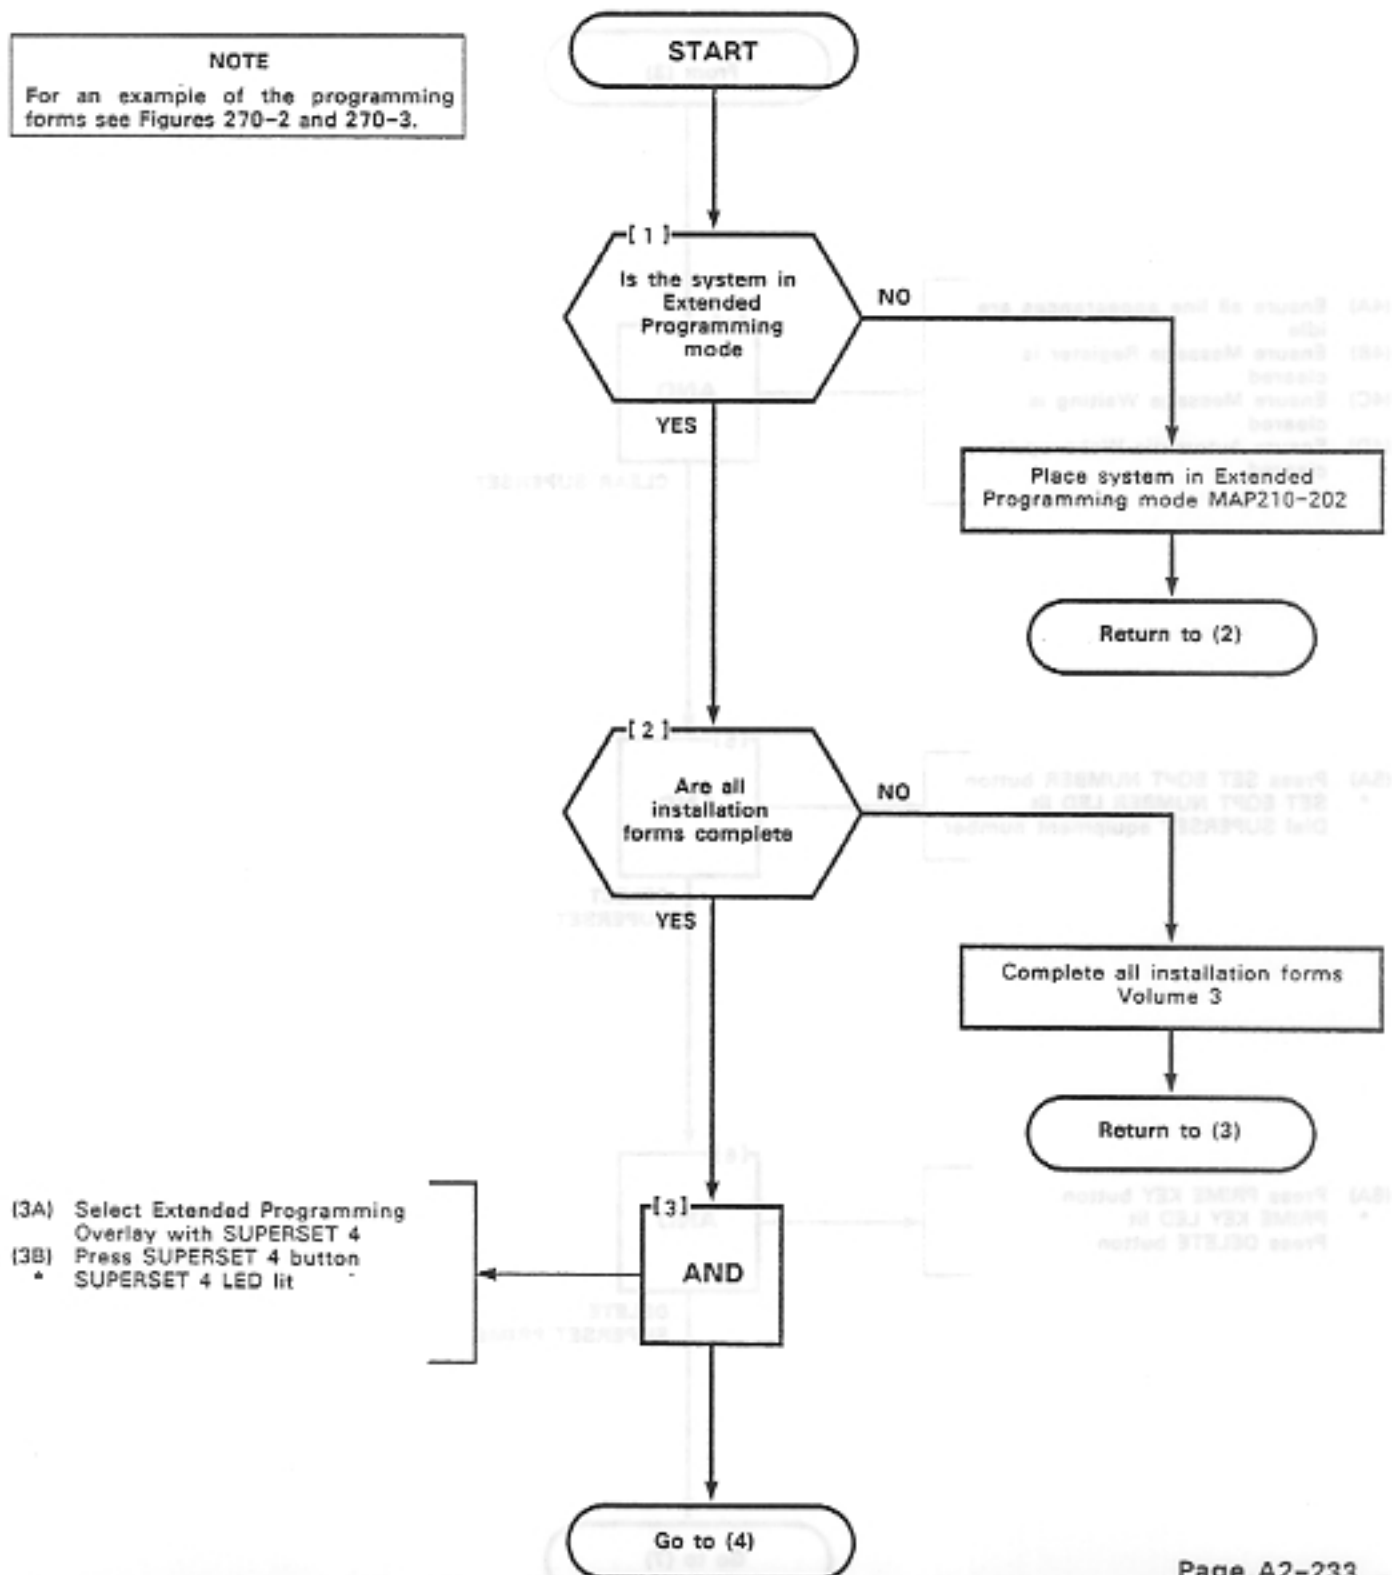 NOTE
For an example of the programming
forms see Figures 270-2 and 270-3.
START
[ 1 ]
Is the system in
Extended
Programming
mode
NO
YES
Place system in Extended
Programming mode MAP210-202
Return to (2)
[ 2 ]
Are all
installation
forms complete
NO
YES
Complete all installation forms
Volume 3
Return to (3)
(3A) Select Extended Programming
Overlay with SUPERSET 4
(3B) Press SUPERSET 4 button
* SUPERSET 4 LED lit
[3]
AND
Go to (4)
Page A2-233